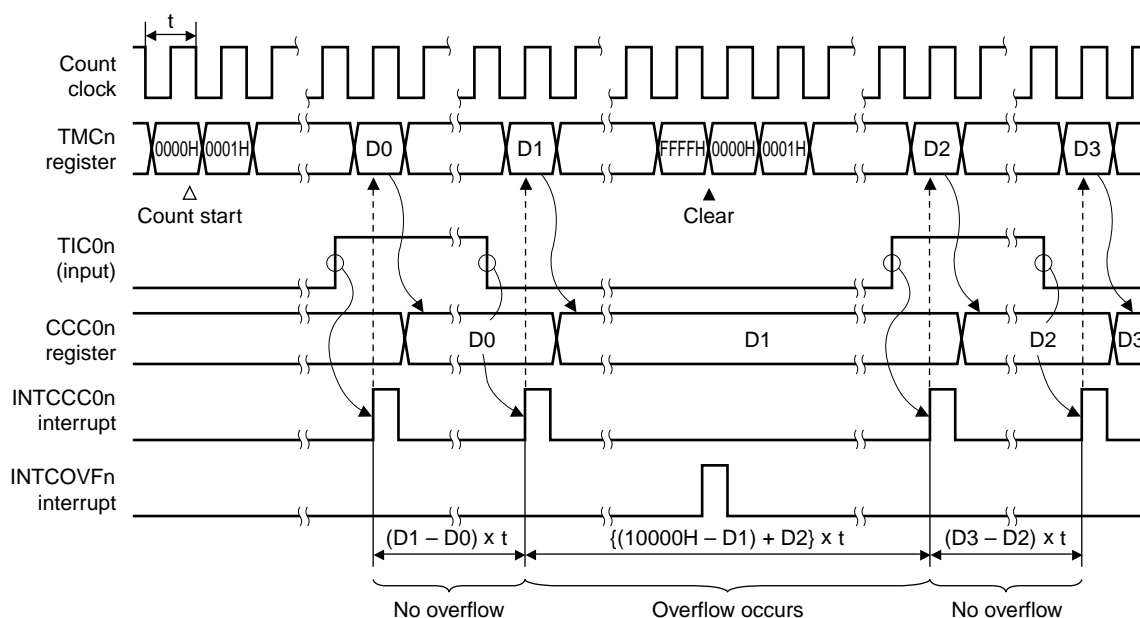 t
Count
clock
TMCn
register
0000H 0001H D0 D1 FFFFH 0000H 0001H D2 D3
Count start
Clear
TIC0n
(input)
CCC0n
register
D0 D1 D2 D3
INTCCC0n
interrupt
INTCOVFn
interrupt
(D1 – D0) x t {(10000H – D1) + D2} x t (D3 – D2) x t
No overflow Overflow occurs No overflow